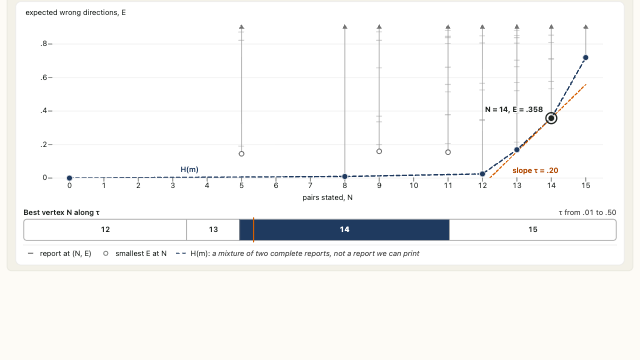 expected wrong directions, E
.8
.6
.4
.2
0
N = 14, E = .358
H(m)
slope τ = .20
0 1 2 3 4 5 6 7 8 9 10 11 12 13 14 15
pairs stated, N
Best vertex N along τ τ from .01 to .50
12 13 14 15
report at (N, E) smallest E at N H(m): a mixture of two complete reports, not a report we can print